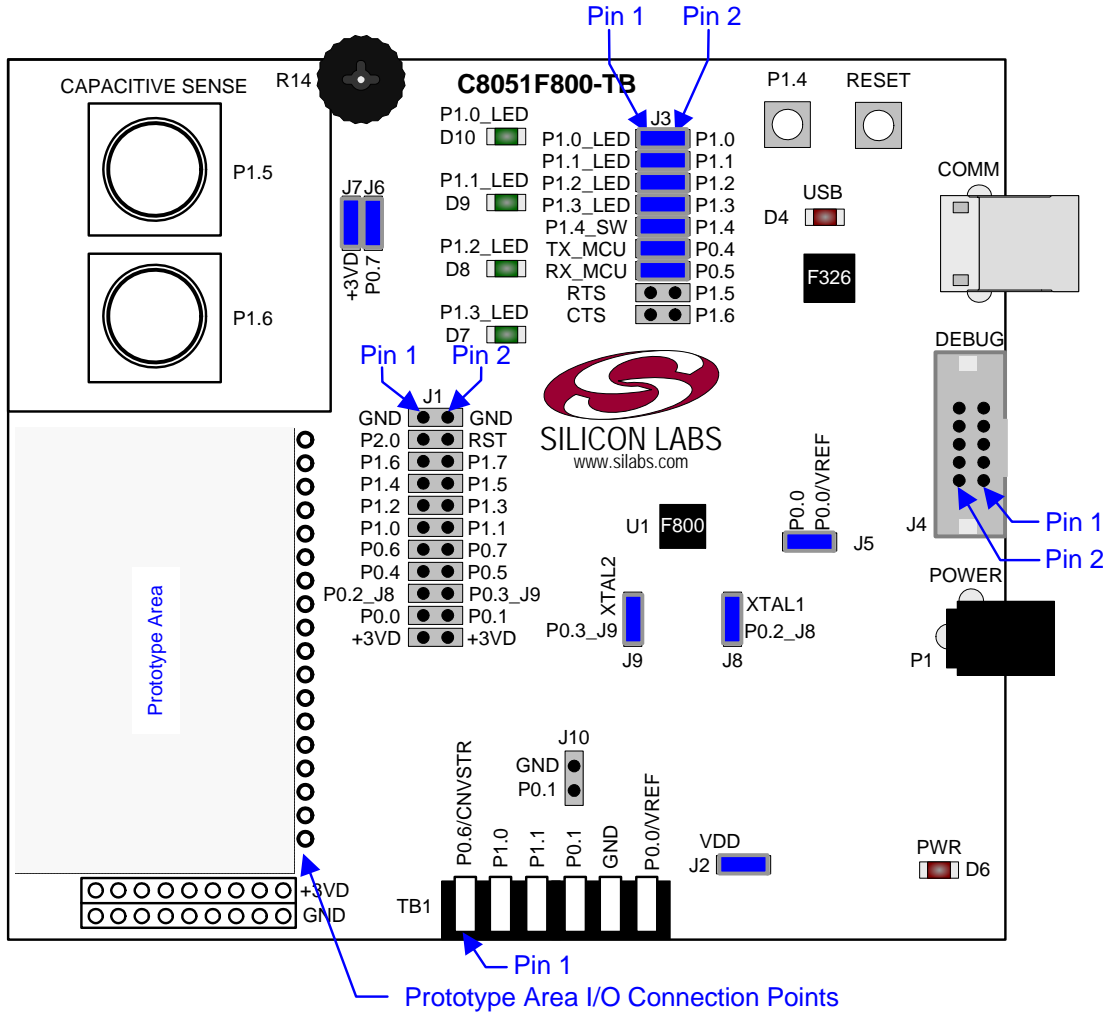 Pin 1
Pin 2
CAPACITIVE SENSE
R14
C8051F800-TB
P1.4
RESET
P1.0_LED
D10
P1.1_LED
D9
P1.2_LED
D8
P1.3_LED
D7
J3
P1.0_LED P1.0
P1.1_LED P1.1
P1.2_LED P1.2
P1.3_LED P1.3
P1.4_SW P1.4
TX_MCU P0.4
RX_MCU P0.5
RTS P1.5
CTS P1.6
P1.5
P1.6
J7 J6
+3VD
P0.7
USB
D4
F326
COMM
DEBUG
J4
Pin 1
Pin 2
Pin 1
Pin 2
J1
GND GND
P2.0 RST
P1.6 P1.7
P1.4 P1.5
P1.2 P1.3
P1.0 P1.1
P0.6 P0.7
P0.4 P0.5
P0.2_J8 P0.3_J9
P0.0 P0.1
+3VD +3VD
SILICON LABS
www.silabs.com
U1 F800
P0.0
P0.0/VREF
J5
XTAL2
P0.3_J9
J9
XTAL1
P0.2_J8
J8
POWER
P1
Prototype Area
J10
GND
P0.1
P0.6/CNVSTR
P1.0
P1.1
P0.1
GND
P0.0/VREF
TB1
Pin 1
VDD
J2
PWR
D6
+3VD
GND
Prototype Area I/O Connection Points